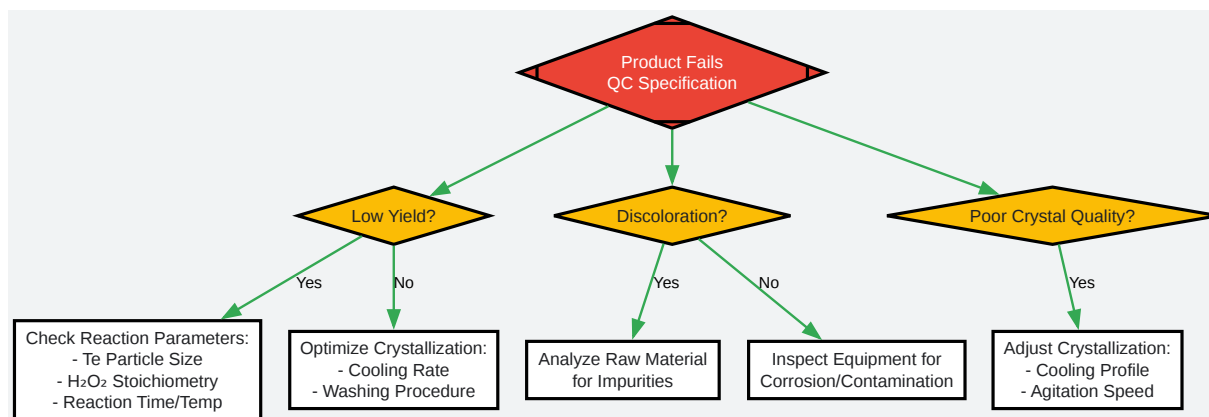 Product Fails
QC Specification
Low Yield?
Discoloration?
Poor Crystal Quality?
Yes
No
Yes
No
Yes
Check Reaction Parameters:
- Te Particle Size
- H₂O₂ Stoichiometry
- Reaction Time/Temp
Optimize Crystallization:
- Cooling Rate
- Washing Procedure
Analyze Raw Material
for Impurities
Inspect Equipment for
Corrosion/Contamination
Adjust Crystallization:
- Cooling Profile
- Agitation Speed